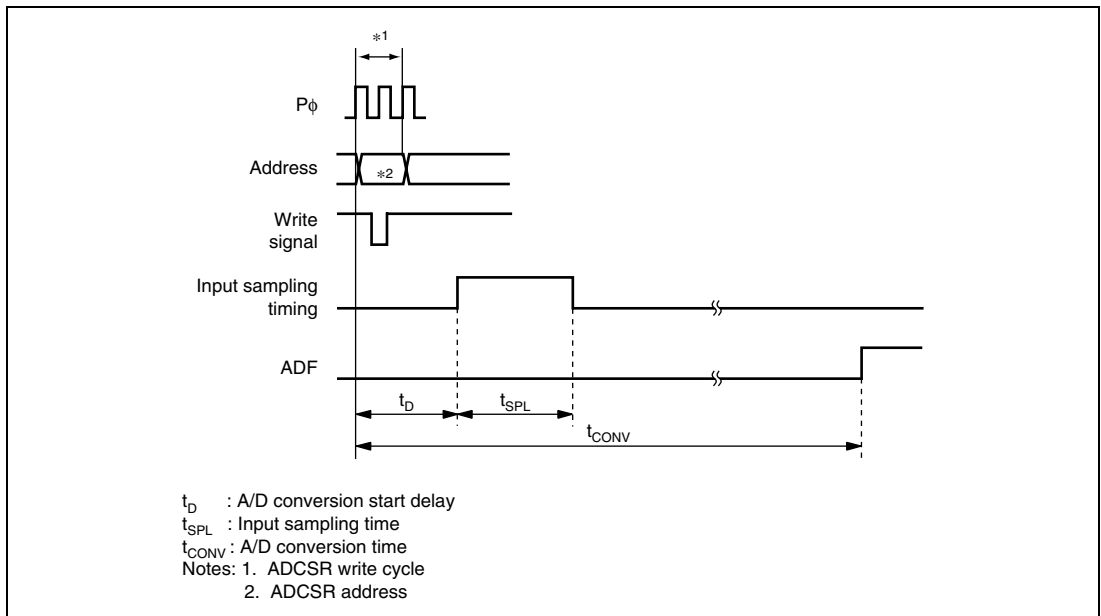 *1
Pϕ
Address
*2
Write
signal
Input sampling
timing
ADF
tD
tSPL
tCONV
tD : A/D conversion start delay
tSPL : Input sampling time
tCONV : A/D conversion time
Notes: 1. ADCSR write cycle
2. ADCSR address